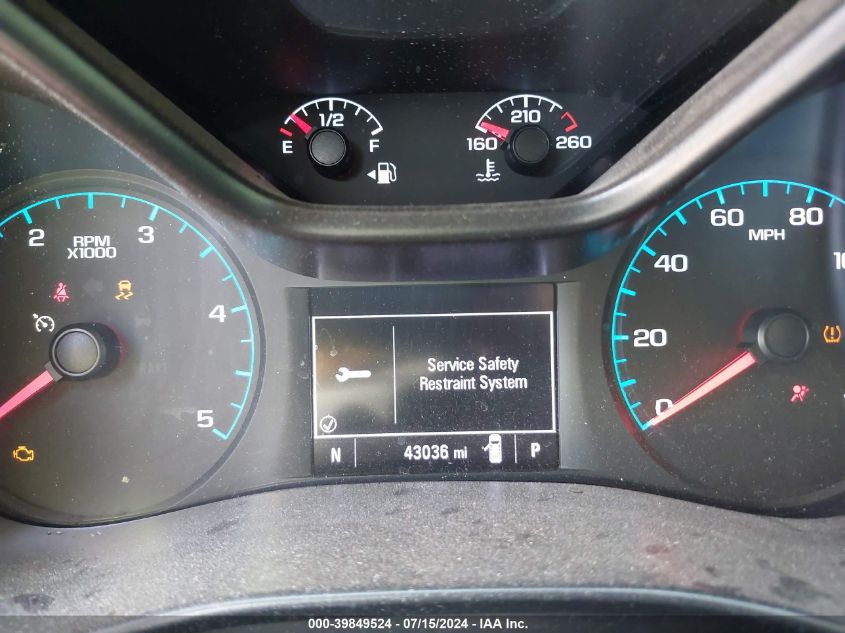 1/2
E
F
210
160
260
2
RPM
X1000
3
4
5
60
80
MPH
40
20
0
Service Safety
Restraint System
N
43036 mi
P
000-39849524 - 07/15/2024 - IAA Inc.